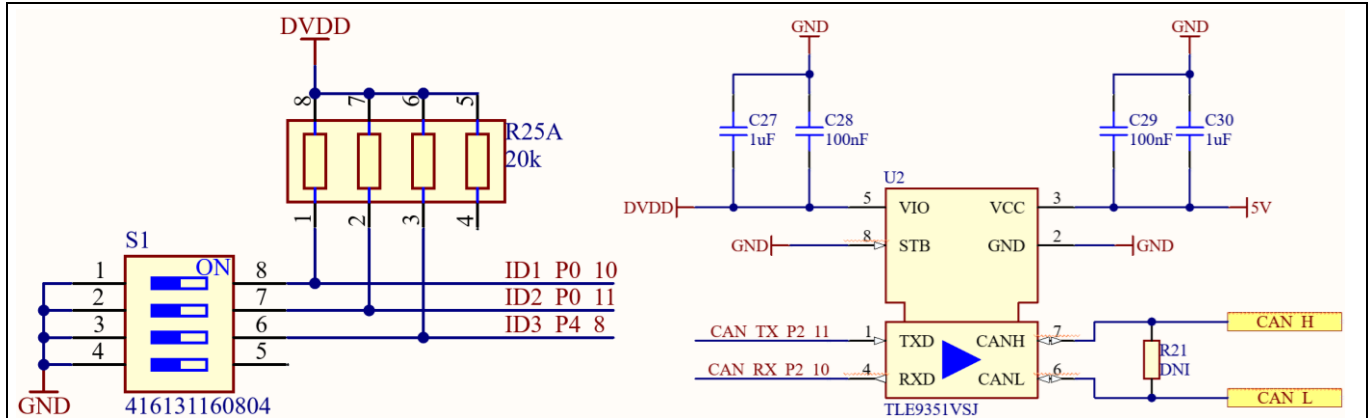 DVDD
8 7 6 5
R25A
20k
1 2 3 4
S1
ON
1 8 ID1 P0 10
2 7 ID2 P0 11
3 6 ID3 P4 8
4 5
GND
416131160804
GND
GND
C27
1uF
C28
100nF
C29
100nF
C30
1uF
U2
DVDD 5 VIO VCC 3 5V
GND 8 STB GND 2 GND
CAN TX P2 11 1 TXD CANH 7 CAN H
R21
DNI
CAN RX P2 10 4 RXD CANL 6 CAN L
TLE9351VSJ